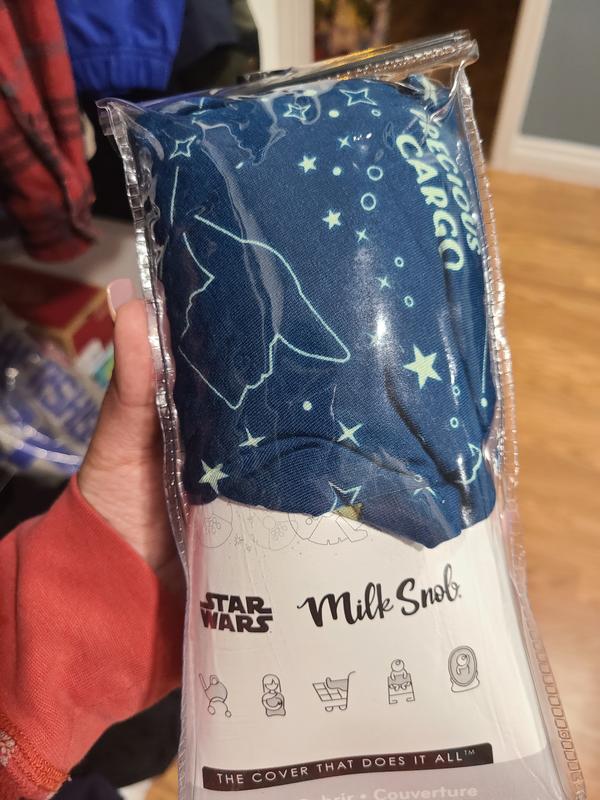 PRECIOUS
CARGO
STAR
WARS
Milk Snob
THE COVER THAT DOES IT ALL™
• Couverture